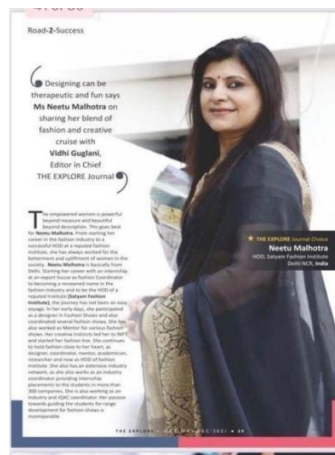 Road-2-Success
Designing can be
therapeutic and fun says
Ms Neetu Malhotra on
sharing her blend of
fashion and creative
cruise with
Vidhi Guglani,
Editor in Chief
THE EXPLORE Journal
The empowered women is powerful
beyond measure and beautiful
beyond description. This goes best
for Neetu Malhotra. From starting her
career in the fashion industry to a
successful HOD at a reputed fashion
institute, she has always worked for the
betterment and upliftment of women in the
society. Neetu Malhotra is basically from
Delhi. Starting her career with an internship
at an export house as fashion Coordinator
to becoming a renowned name in the
fashion industry and to be the HOD of a
reputed Institute (Satyam Fashion
Institute), the journey has not been an easy
voyage. In her early days, she participated
as a designer in Fashion Shows and also
coordinated several fashion shows. She has
also worked as Mentor for various fashion
shows. Her creative instincts led her to NIFT
and started her fashion line. She continues
to hold fashion close to her heart, as
designer, coordinator, mentor, academician,
researcher and now as HOD of fashion
Institute. She also has an extensive industry
network, as she also works as an industry
coordinator providing internship
placements to the students in more than
300 companies. She is also working as an
Industry and IQAC coordinator. Her passion
towards guiding the students for range
development for fashion shows is
incomparable.
THE EXPLORE Journal Choice
Neetu Malhotra
HOD, Satyam Fashion Institute
Delhi NCR, India
THE EXPLORE
2021